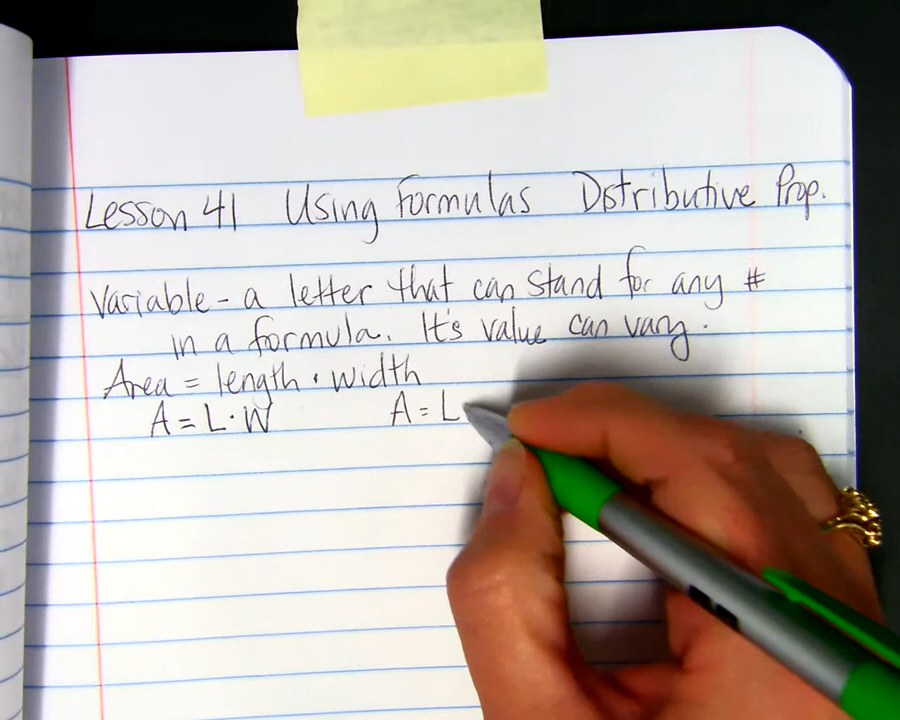 Lesson 41 Using Formulas Distributive Prop.
Variable - a letter that can stand for any #
in a formula. It's value can vary.
Area = length · width
A = L · W A = L